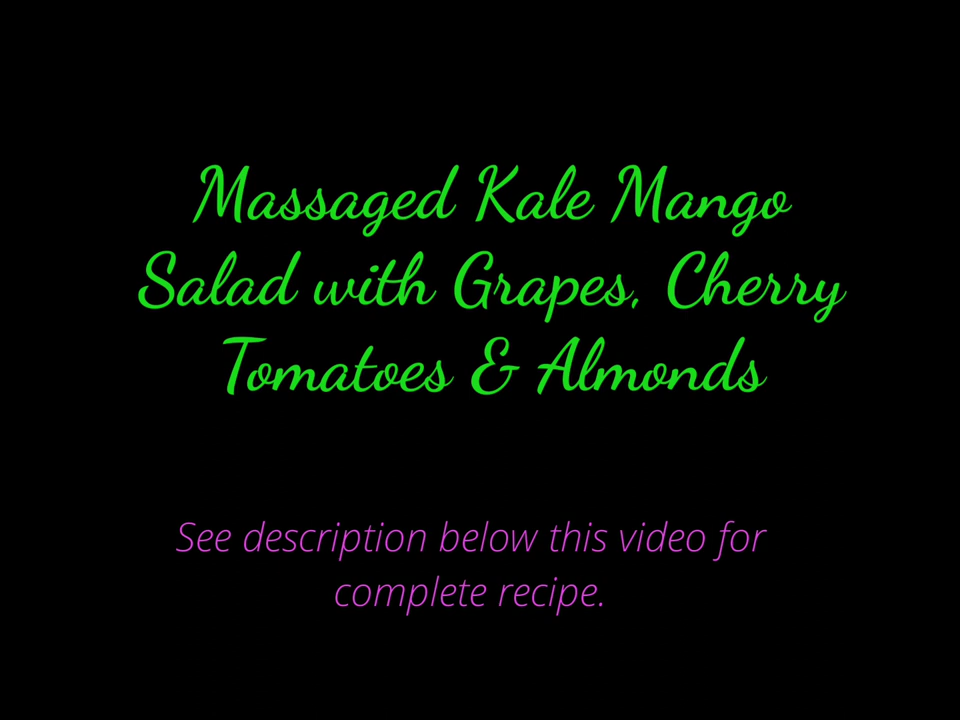 Massaged Kale Mango
Salad with Grapes, Cherry
Tomatoes & Almonds
See description below this video for
complete recipe.